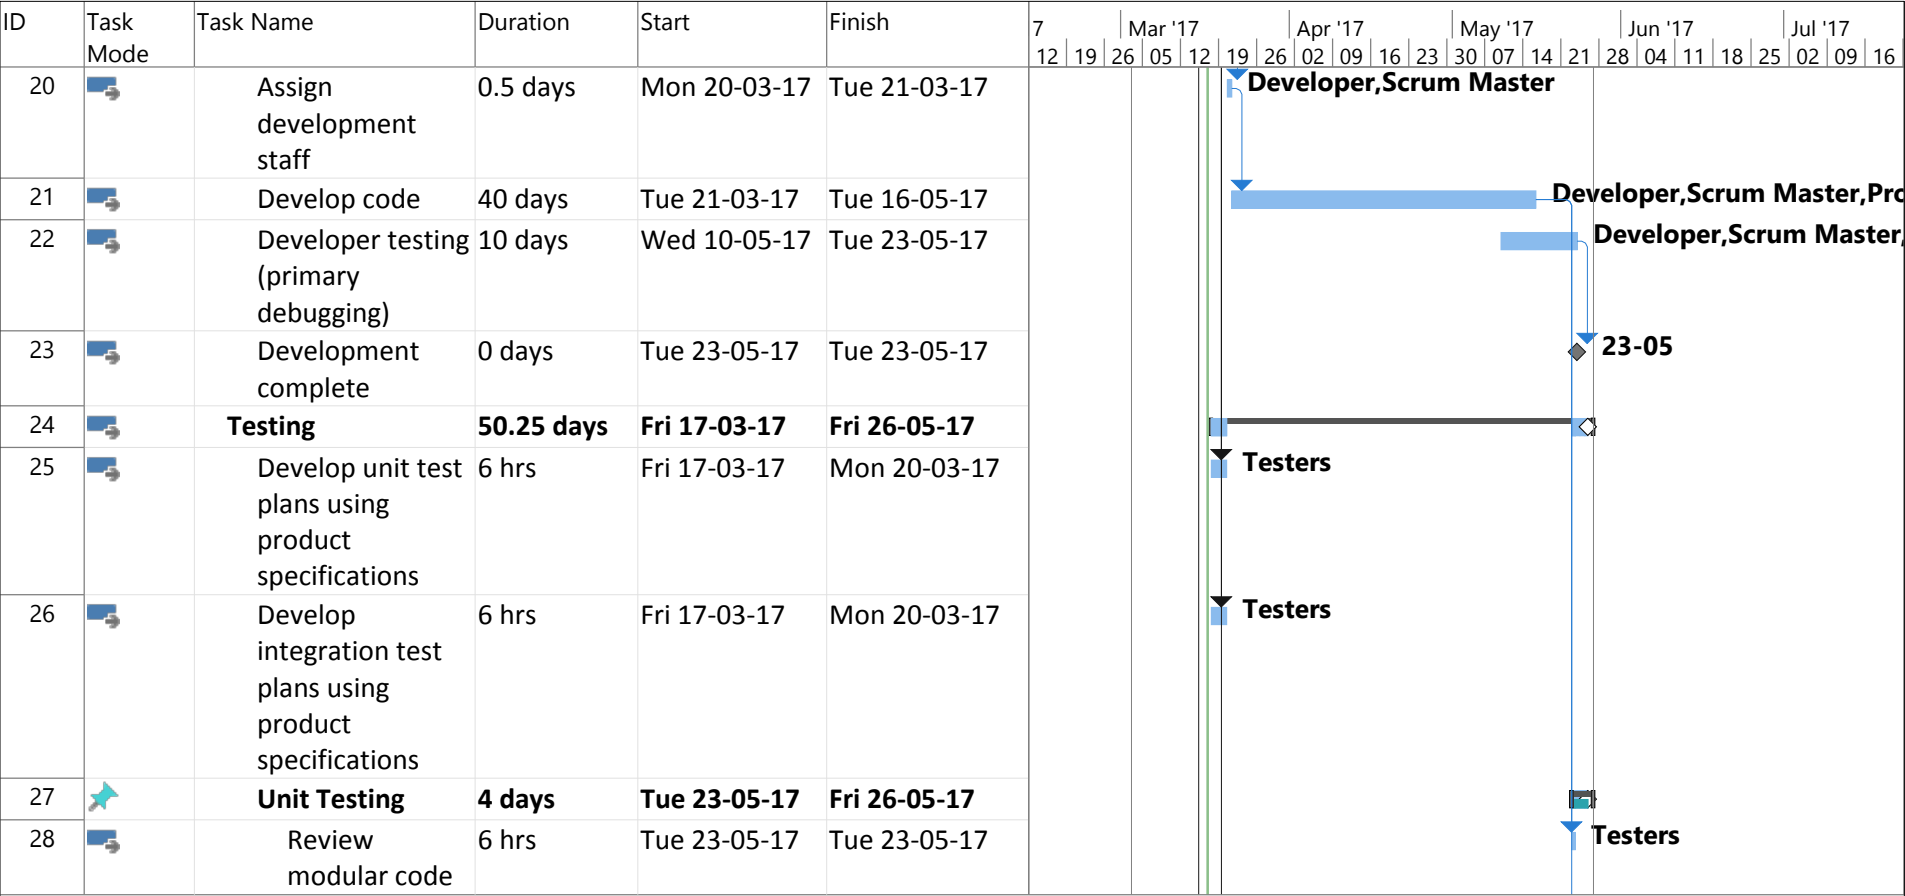 ID Task Mode Task Name Duration Start Finish
7 Mar '17 Apr '17 May '17 Jun '17 Jul '17
12 19 26 05 12 19 26 02 09 16 23 30 07 14 21 28 04 11 18 25 02 09 16
20 Assign 0.5 days Mon 20-03-17 Tue 21-03-17 Developer,Scrum Master
development
staff
21 Develop code 40 days Tue 21-03-17 Tue 16-05-17 Developer,Scrum Master,Pro
22 Developer testing 10 days Wed 10-05-17 Tue 23-05-17 Developer,Scrum Master,
(primary
debugging)
23 Development 0 days Tue 23-05-17 Tue 23-05-17 23-05
complete
24 Testing 50.25 days Fri 17-03-17 Fri 26-05-17
25 Develop unit test 6 hrs Fri 17-03-17 Mon 20-03-17 Testers
plans using
product
specifications
26 Develop 6 hrs Fri 17-03-17 Mon 20-03-17 Testers
integration test
plans using
product
specifications
27 Unit Testing 4 days Tue 23-05-17 Fri 26-05-17
28 Review 6 hrs Tue 23-05-17 Tue 23-05-17 Testers
modular code